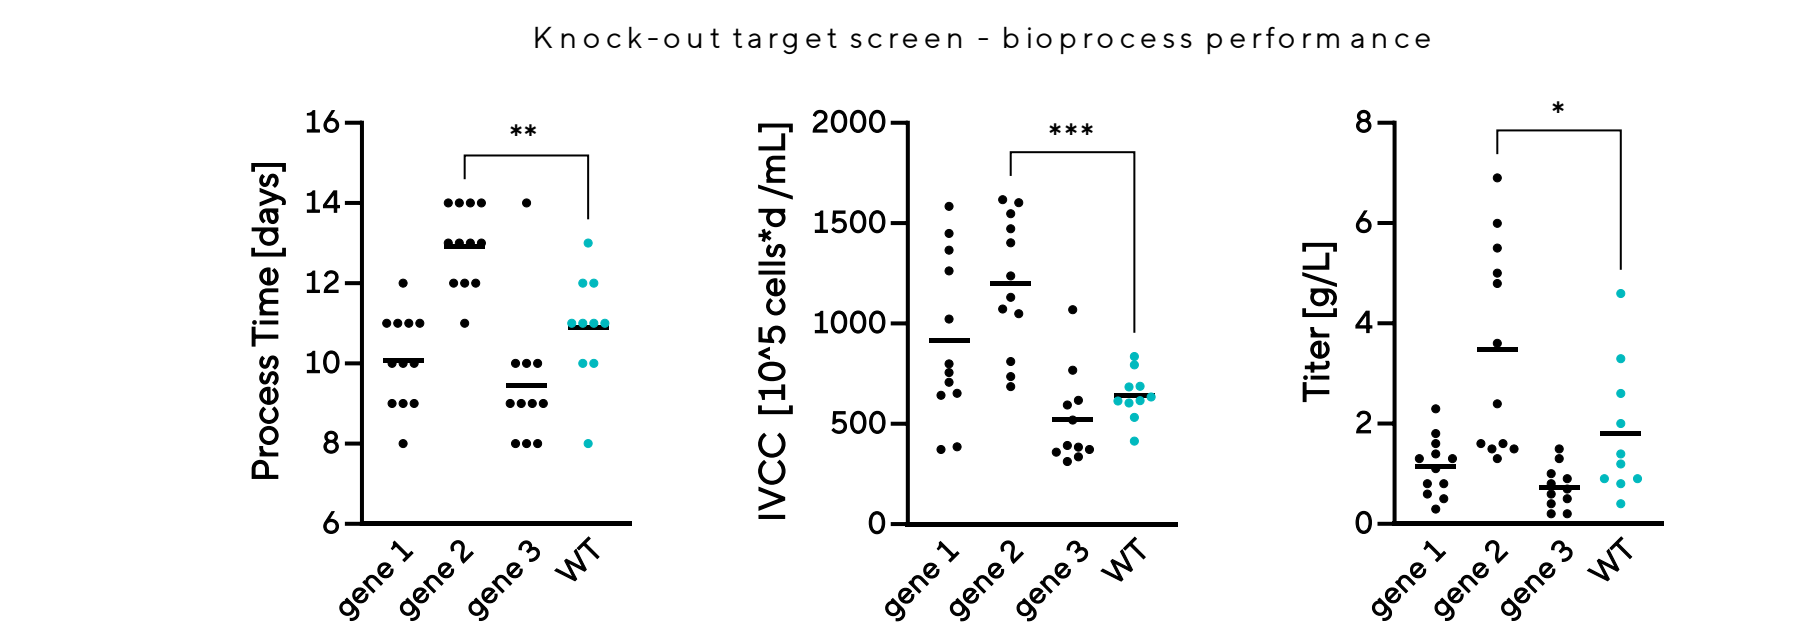 Knock-out target screen - bioprocess performance
Process Time [days]
16
14
12
10
8
6
**
gene 1
gene 2
gene 3
WT
IVCC [10^5 cells*d /mL]
2000
1500
1000
500
0
***
gene 1
gene 2
gene 3
WT
Titer [g/L]
8
6
4
2
0
*
gene 1
gene 2
gene 3
WT